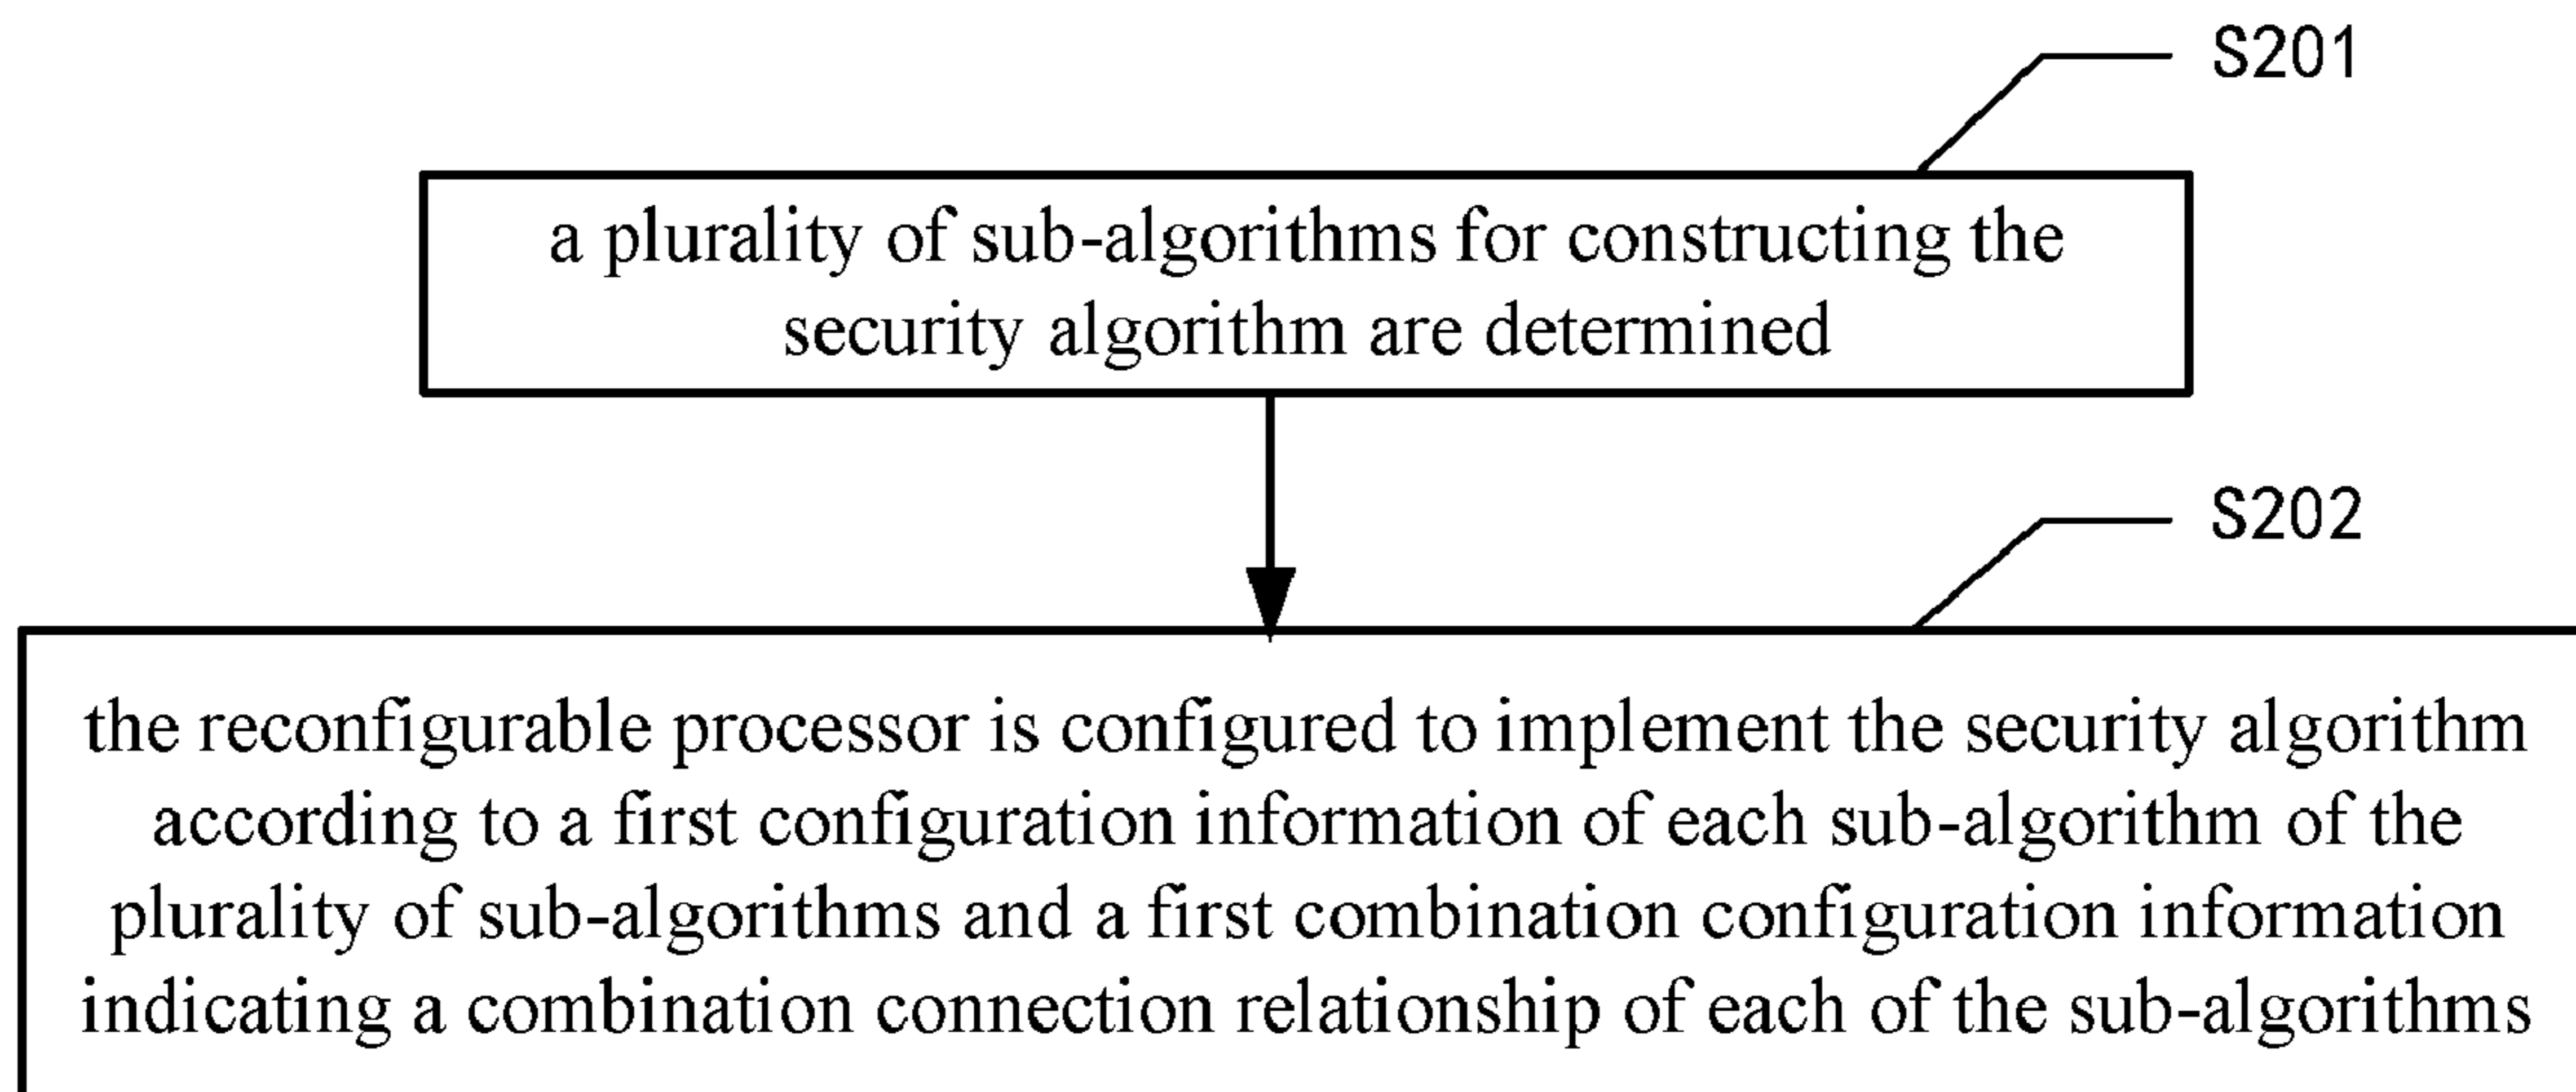 S201
a plurality of sub-algorithms for constructing the
security algorithm are determined
S202
the reconfigurable processor is configured to implement the security algorithm
according to a first configuration information of each sub-algorithm of the
plurality of sub-algorithms and a first combination configuration information
indicating a combination connection relationship of each of the sub-algorithms